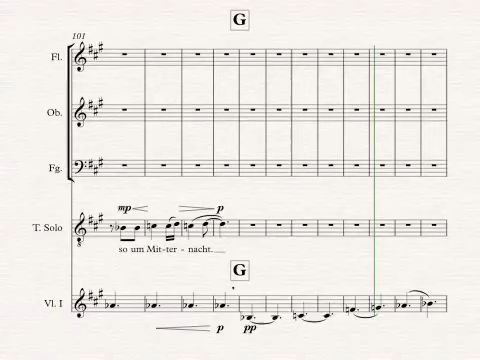 G
101
Fl.
Ob.
Fg.
mp p
T. Solo
so um Mit-ter - nacht.
G
Vl. I
p pp